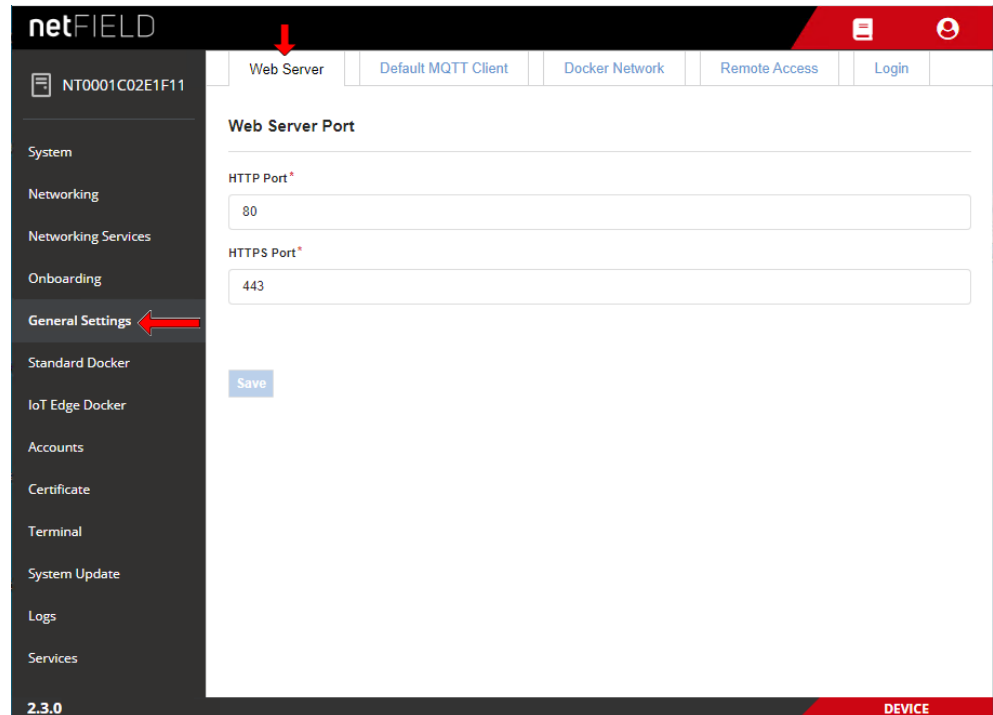 netFIELD
NT0001C02E1F11
System
Networking
Networking Services
Onboarding
General Settings
Standard Docker
IoT Edge Docker
Accounts
Certificate
Terminal
System Update
Logs
Services
2.3.0
Web Server Default MQTT Client Docker Network Remote Access Login
Web Server Port
HTTP Port*
80
HTTPS Port*
443
Save
DEVICE